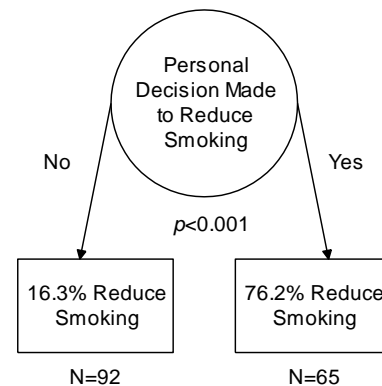 Personal
Decision Made
to Reduce
Smoking
No
Yes
p<0.001
16.3% Reduce
Smoking
76.2% Reduce
Smoking
N=92
N=65